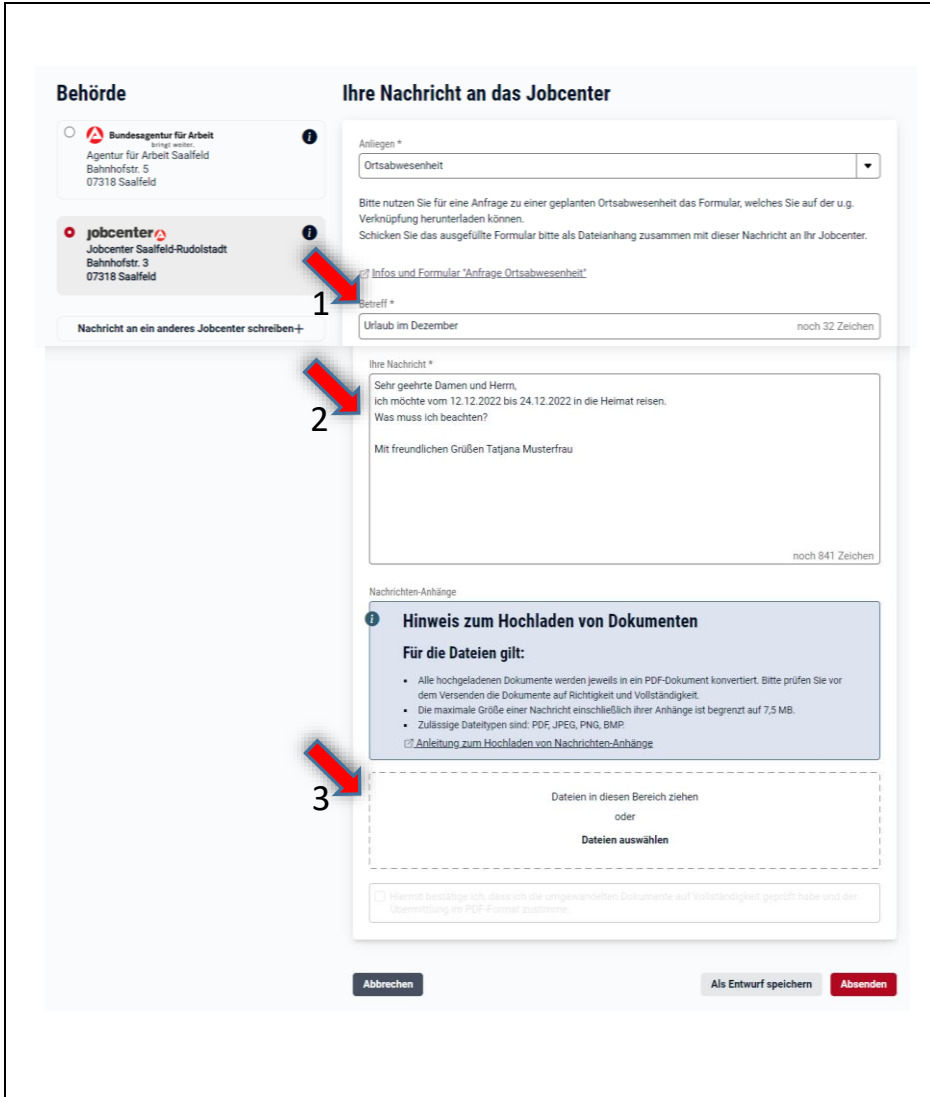 Behörde
Bundesagentur für Arbeit
bringt weiter.
Agentur für Arbeit Saalfeld
Bahnhofstr. 5
07318 Saalfeld
jobcenter
Jobcenter Saalfeld-Rudolstadt
Bahnhofstr. 3
07318 Saalfeld
Nachricht an ein anderes Jobcenter schreiben+
Ihre Nachricht an das Jobcenter
Anliegen *
Ortsabwesenheit
Bitte nutzen Sie für eine Anfrage zu einer geplanten Ortsabwesenheit das Formular, welches Sie auf der u.g.
Verknüpfung herunterladen können.
Schicken Sie das ausgefüllte Formular bitte als Dateianhang zusammen mit dieser Nachricht an Ihr Jobcenter.
Infos und Formular "Anfrage Ortsabwesenheit"
1
Betreff *
Urlaub im Dezember
noch 32 Zeichen
Ihre Nachricht *
2
Sehr geehrte Damen und Herrn,
ich möchte vom 12.12.2022 bis 24.12.2022 in die Heimat reisen.
Was muss ich beachten?
Mit freundlichen Grüßen Tatjana Musterfrau
noch 841 Zeichen
Nachrichten-Anhänge
Hinweis zum Hochladen von Dokumenten
Für die Dateien gilt:
Alle hochgeladenen Dokumente werden jeweils in ein PDF-Dokument konvertiert. Bitte prüfen Sie vor
dem Versenden die Dokumente auf Richtigkeit und Vollständigkeit.
Die maximale Größe einer Nachricht einschließlich ihrer Anhänge ist begrenzt auf 7,5 MB.
Zulässige Dateitypen sind: PDF, JPEG, PNG, BMP.
Anleitung zum Hochladen von Nachrichten-Anhänge
3
Dateien in diesen Bereich ziehen
oder
Dateien auswählen
Hiermit bestätige ich, dass ich die umgewandelten Dokumente auf Vollständigkeit geprüft habe und der
Übermittlung im PDF-Format zustimme.
Abbrechen
Als Entwurf speichern
Absenden